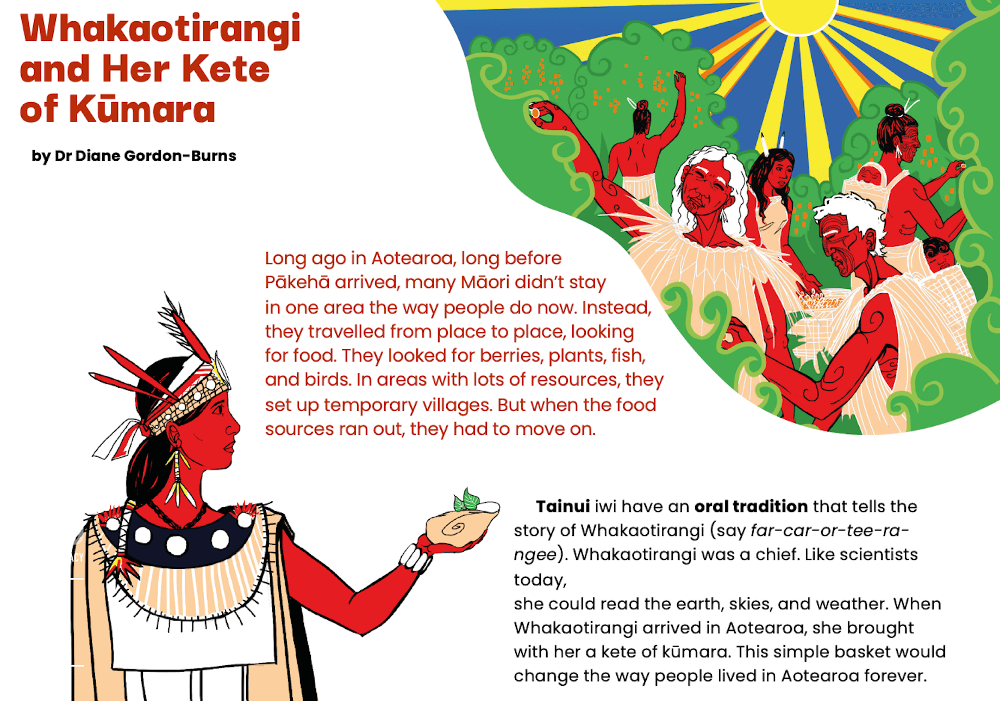 Whakaotirangi
and Her Kete
of Kūmara
by Dr Diane Gordon-Burns
Long ago in Aotearoa, long before
Pākehā arrived, many Māori didn’t stay
in one area the way people do now. Instead,
they travelled from place to place, looking
for food. They looked for berries, plants, fish,
and birds. In areas with lots of resources, they
set up temporary villages. But when the food
sources ran out, they had to move on.
Tainui iwi have an oral tradition that tells the
story of Whakaotirangi (say far-car-or-tee-ra-
ngee). Whakaotirangi was a chief. Like scientists
today,
she could read the earth, skies, and weather. When
Whakaotirangi arrived in Aotearoa, she brought
with her a kete of kūmara. This simple basket would
change the way people lived in Aotearoa forever.